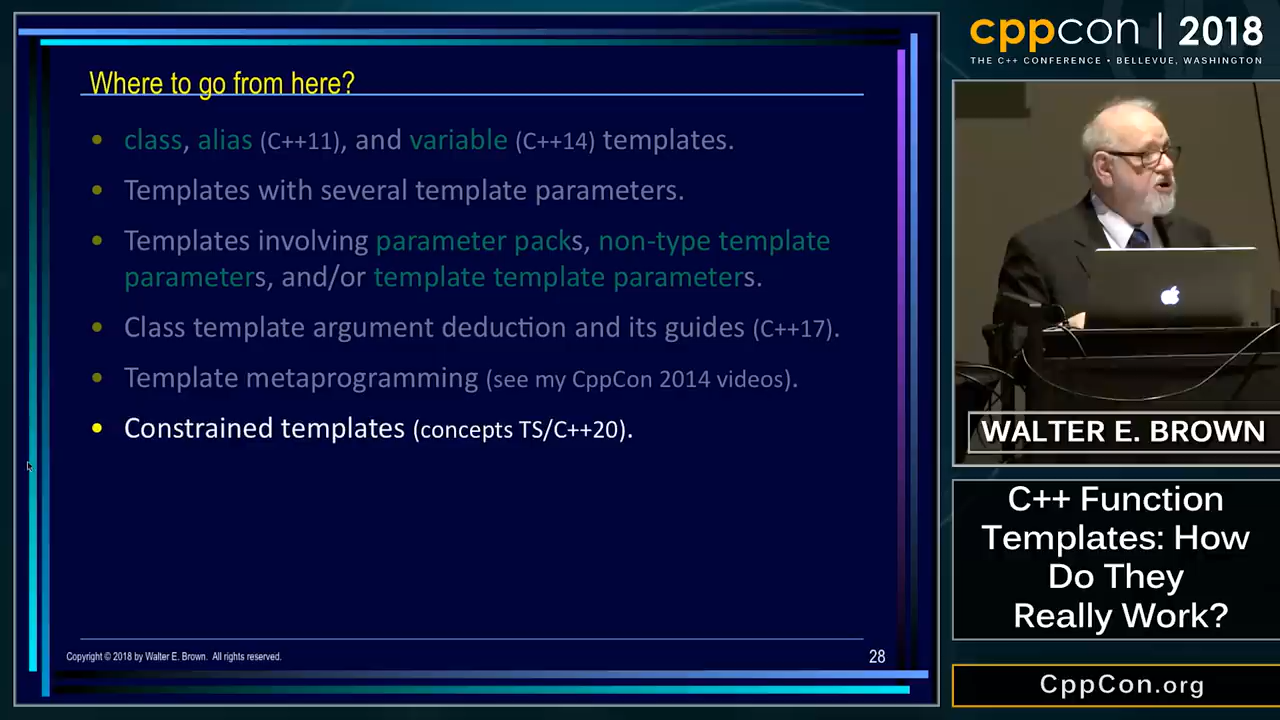 Where to go from here?
• class, alias (C++11), and variable (C++14) templates.
• Templates with several template parameters.
• Templates involving parameter packs, non-type template
parameters, and/or template template parameters.
• Class template argument deduction and its guides (C++17).
• Template metaprogramming (see my CppCon 2014 videos).
• Constrained templates (concepts TS/C++20).
Copyright © 2018 by Walter E. Brown. All rights reserved.
28
cppcon | 2018
THE C++ CONFERENCE • BELLEVUE, WASHINGTON
WALTER E. BROWN
C++ Function
Templates: How
Do They
Really Work?
CppCon.org